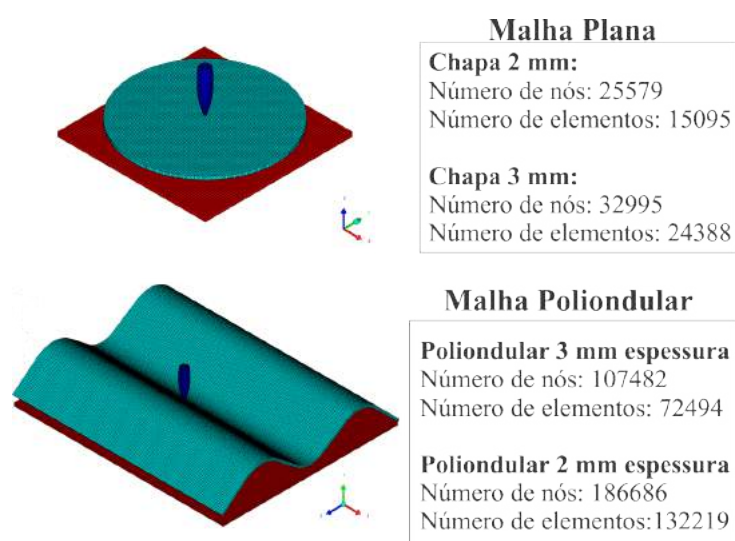 Malha Plana
Chapa 2 mm:
Número de nós: 25579
Número de elementos: 15095
Chapa 3 mm:
Número de nós: 32995
Número de elementos: 24388
Malha Poliondular
Poliondular 3 mm espessura
Número de nós: 107482
Número de elementos: 72494
Poliondular 2 mm espessura
Número de nós: 186686
Número de elementos:132219